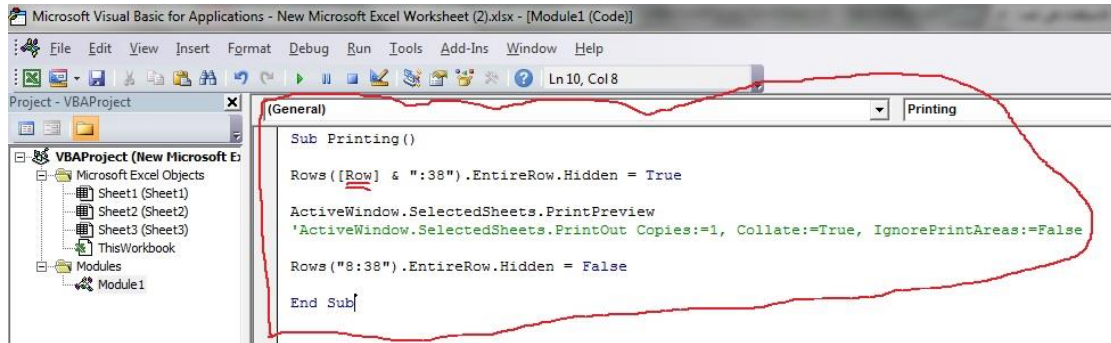 Microsoft Visual Basic for Applications - New Microsoft Excel Worksheet (2).xlsx - [Module1 (Code)]
File Edit View Insert Format Debug Run Tools Add-Ins Window Help
Ln 10, Col 8
Project - VBAProject
(General)
Printing
VBAProject (New Microsoft E
Microsoft Excel Objects
Sheet1 (Sheet1)
Sheet2 (Sheet2)
Sheet3 (Sheet3)
ThisWorkbook
Modules
Module1
Sub Printing()
Rows([Row] & ":38").EntireRow.Hidden = True
ActiveWindow.SelectedSheets.PrintPreview
'ActiveWindow.SelectedSheets.PrintOut Copies:=1, Collate:=True, IgnorePrintAreas:=False
Rows("8:38").EntireRow.Hidden = False
End Sub